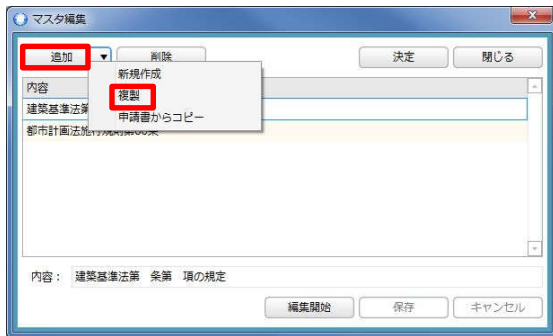 マスタ編集
追加 ▼ 削除 決定 閉じる
新規作成
複製
申請書からコピー
内容
建築基準法第
都市計画法施行規則第60条
内容： 建築基準法第　条第　項の規定
編集開始 保存 キャンセル